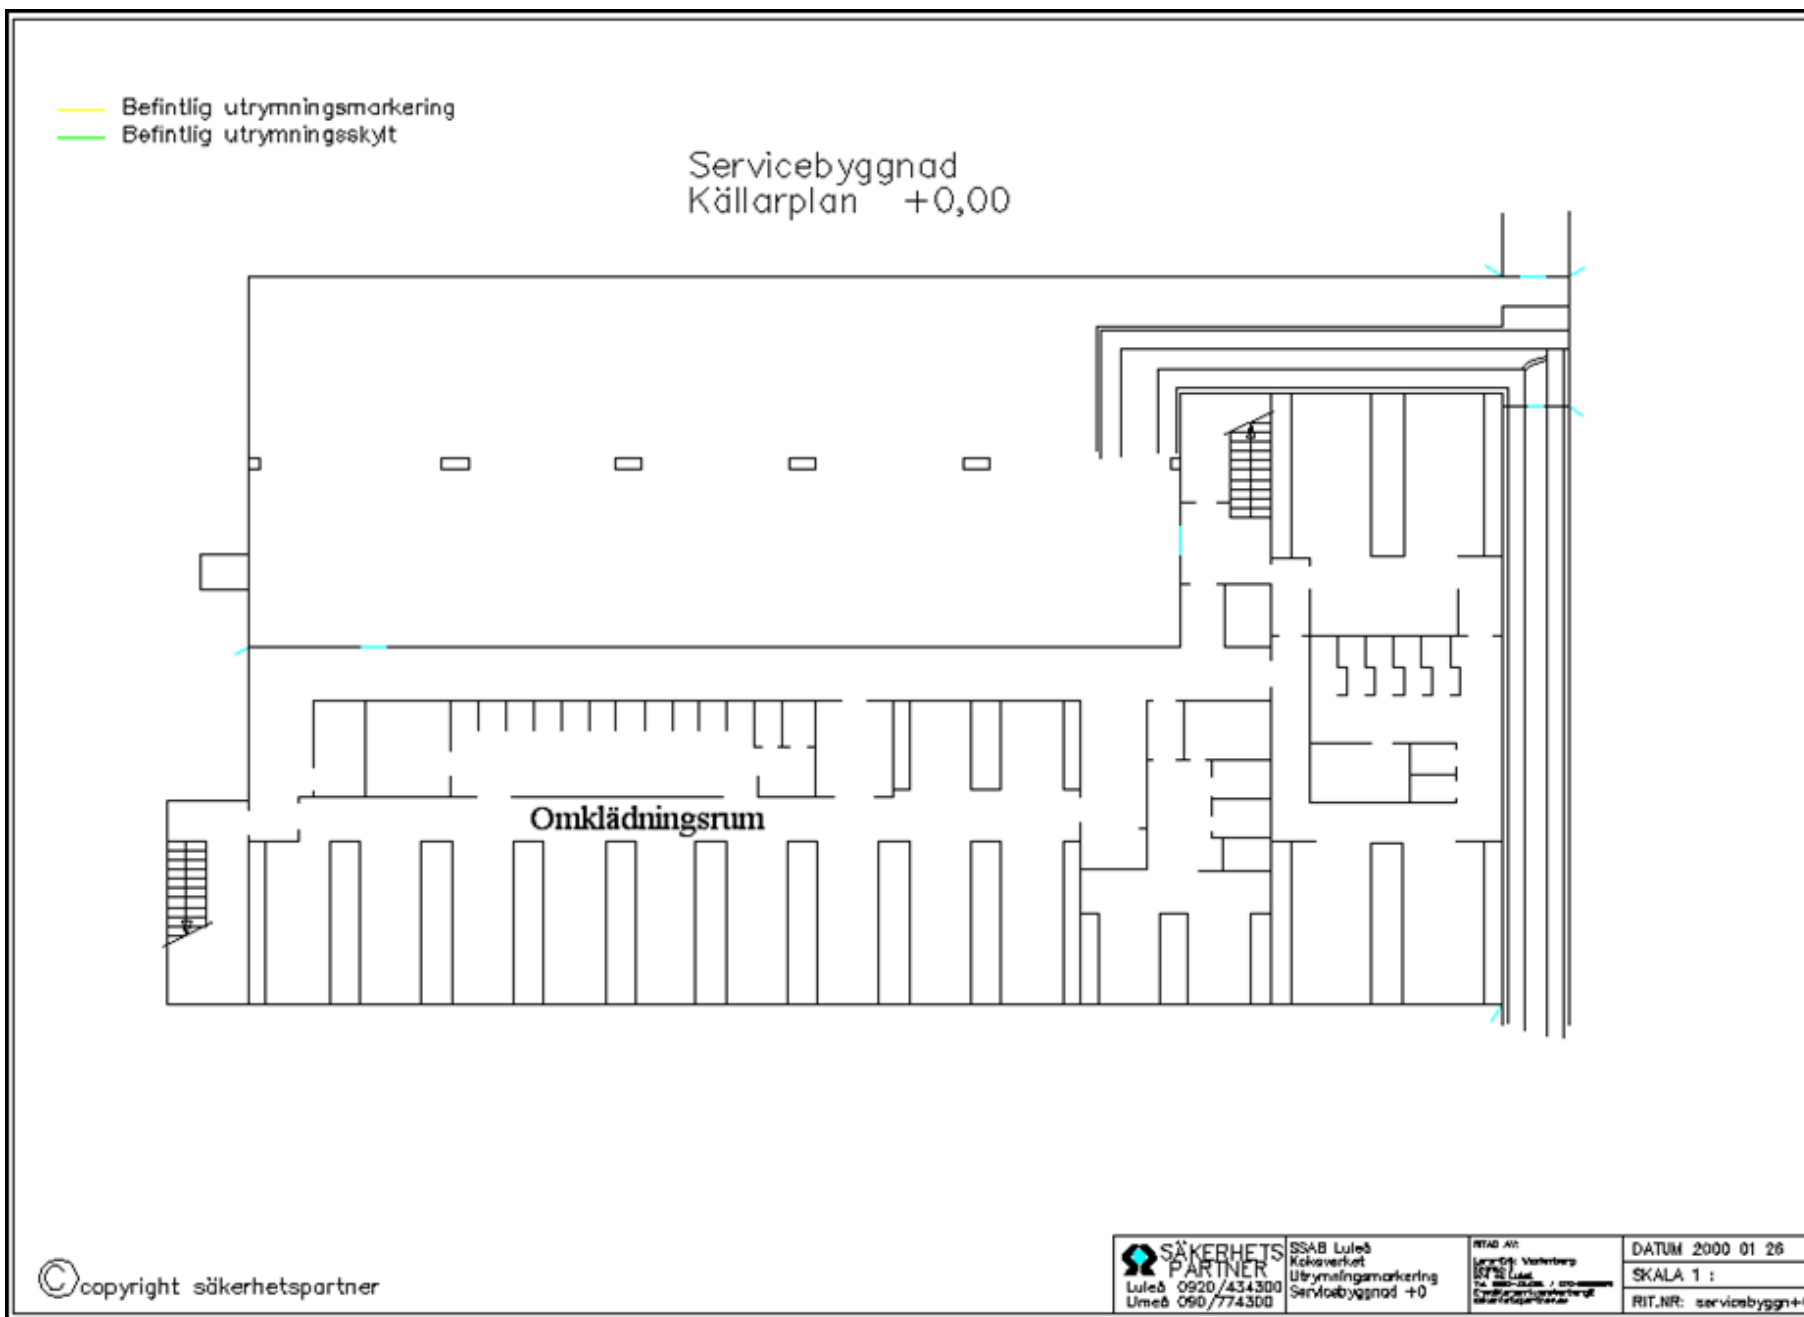 Befintlig utrymningsmarkering
Befintlig utrymningsskylt
Servicebyggnad
Källarplan +0,00
Omklädningsrum
© copyright säkerhetspartner
SÄKERHETS
PARTNER
Luleå 0920/434300
Umeå 090/774300
SSAB Luleå
Koksverket
Utrymningsmarkering
Servicebyggnad +0
RITAD AV:
DATUM 2000 01 26
SKALA 1 :
RIT.NR: servicebyggn+